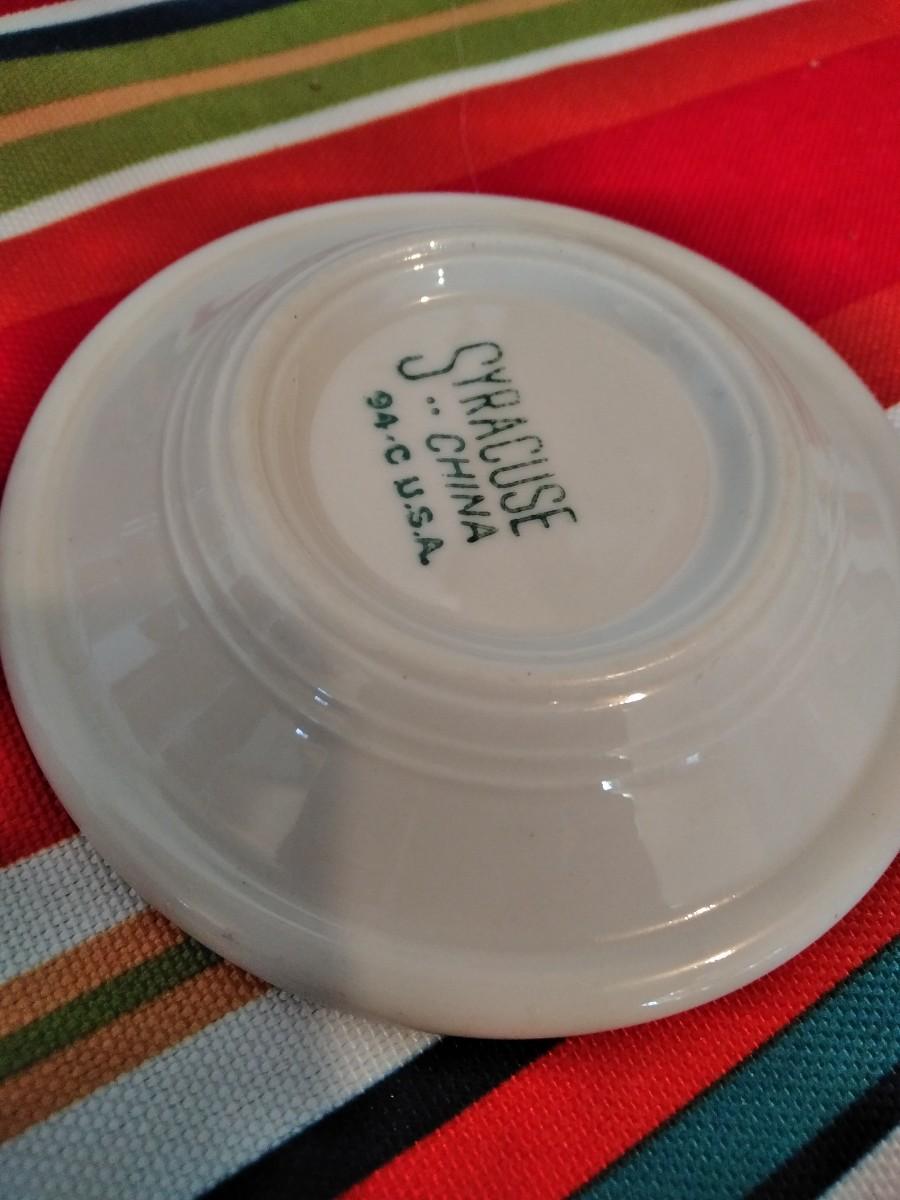 SYRACUSE
·· CHINA
94-C U.S.A.